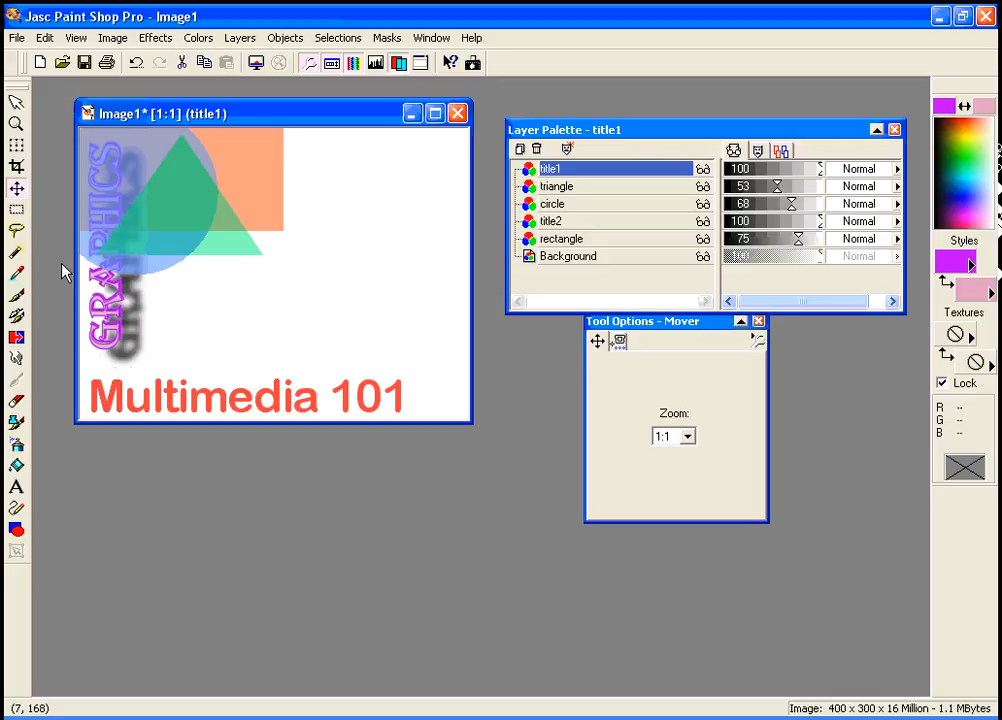 Jasc Paint Shop Pro - Image1
File Edit View Image Effects Colors Layers Objects Selections Masks Window Help
Image1* [1:1] (title1)
GRAPHICS
Multimedia 101
Layer Palette - title1
title1 100 Normal
triangle 53 Normal
circle 68 Normal
title2 100 Normal
rectangle 75 Normal
Background 100 Normal
Tool Options - Mover
Zoom:
1:1
Styles
Textures
Lock
R --
G --
B --
(7, 168)
Image: 400 x 300 x 16 Million - 1.1 MBytes